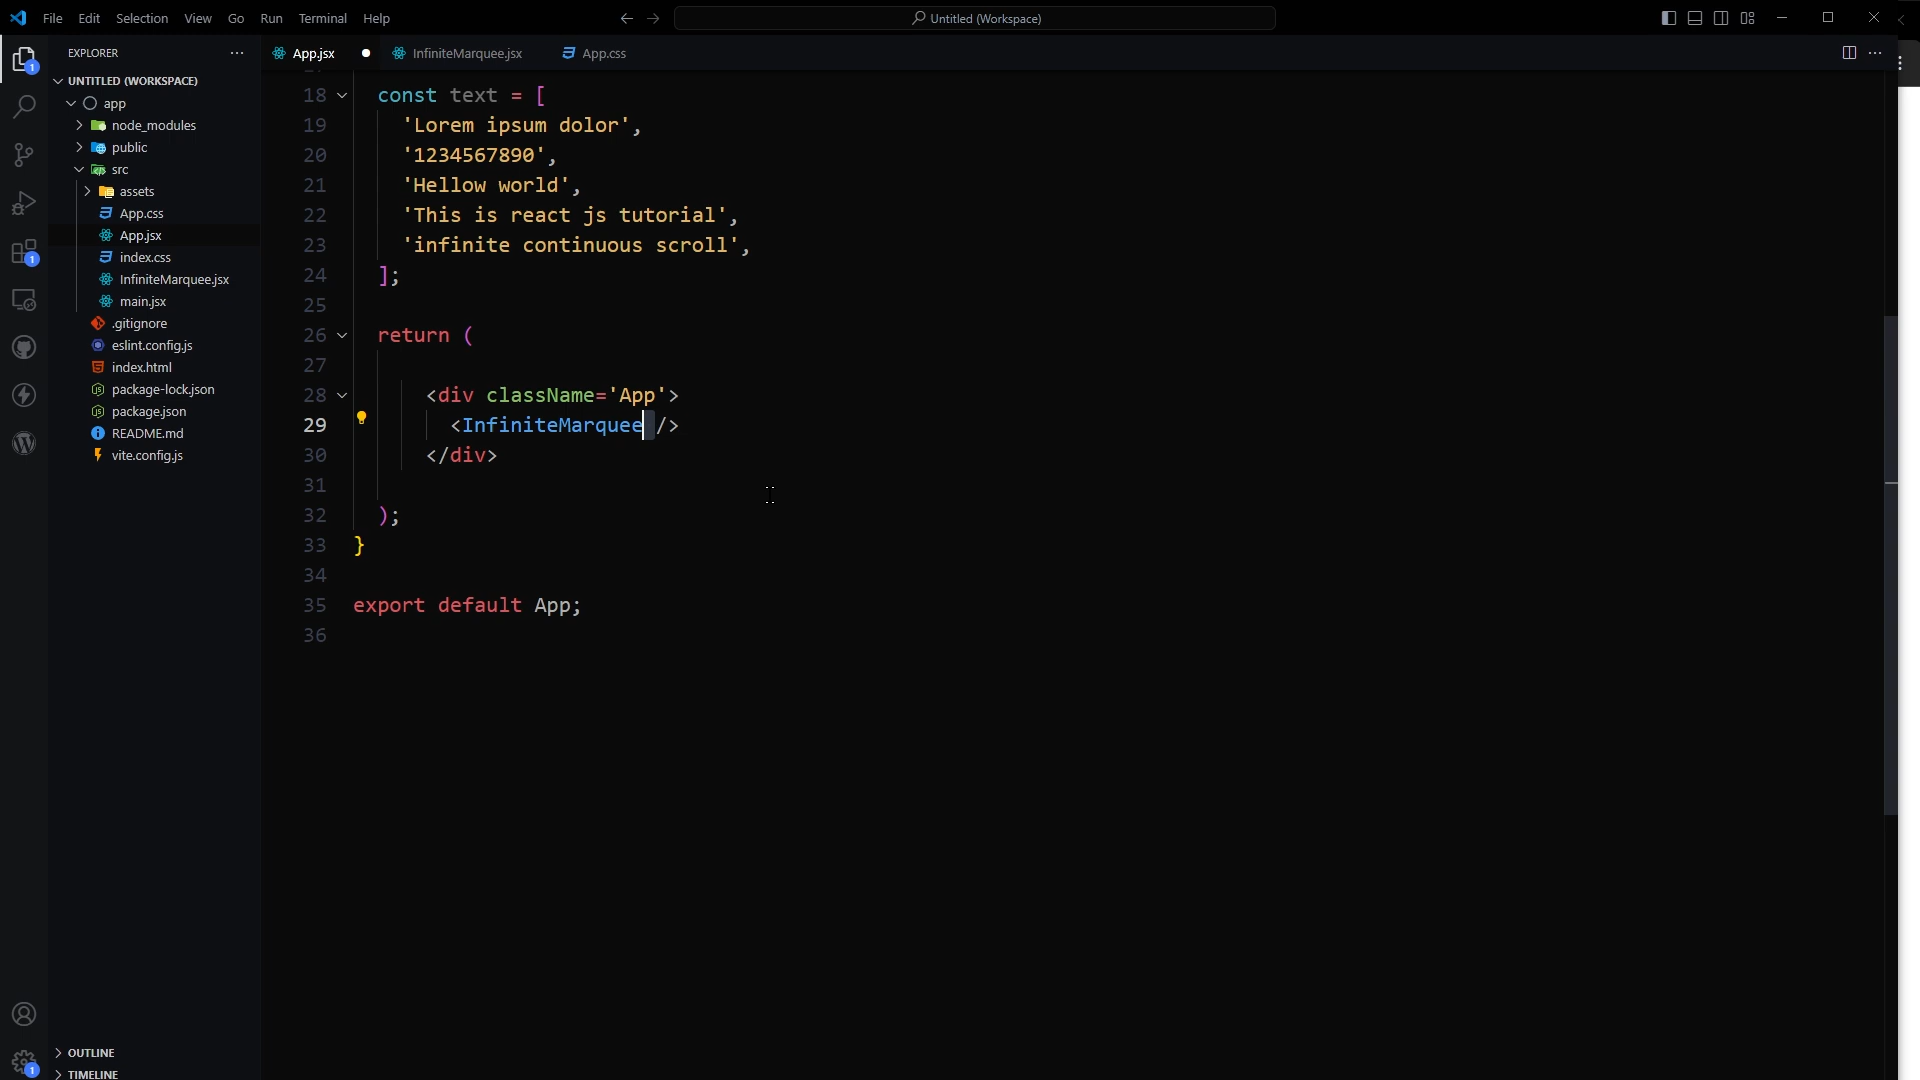 File Edit Selection View Go Run Terminal Help
Untitled (Workspace)
EXPLORER
App.jsx
InfiniteMarquee.jsx
App.css
UNTITLED (WORKSPACE)
app
node_modules
public
src
assets
App.css
App.jsx
index.css
InfiniteMarquee.jsx
main.jsx
.gitignore
eslint.config.js
index.html
package-lock.json
package.json
README.md
vite.config.js
OUTLINE
TIMELINE
1
1
1
18 const text = [
19 'Lorem ipsum dolor',
20 '1234567890',
21 'Hellow world',
22 'This is react js tutorial',
23 'infinite continuous scroll',
24 ];
25
26 return (
27
28 <div className='App'>
29 <InfiniteMarquee />
30 </div>
31
32 );
33 }
34
35 export default App;
36